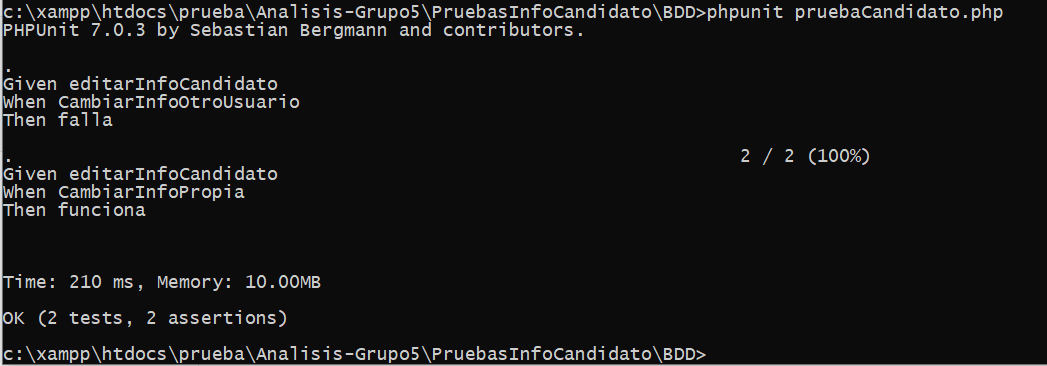 c:\xampp\htdocs\prueba\Analisis-Grupo5\PruebasInfoCandidato\BDD>phpunit pruebaCandidato.php
PHPUnit 7.0.3 by Sebastian Bergmann and contributors.
.
Given editarInfoCandidato
When CambiarInfoOtroUsuario
Then falla
. 2 / 2 (100%)
Given editarInfoCandidato
When CambiarInfoPropia
Then funciona
Time: 210 ms, Memory: 10.00MB
OK (2 tests, 2 assertions)
c:\xampp\htdocs\prueba\Analisis-Grupo5\PruebasInfoCandidato\BDD>